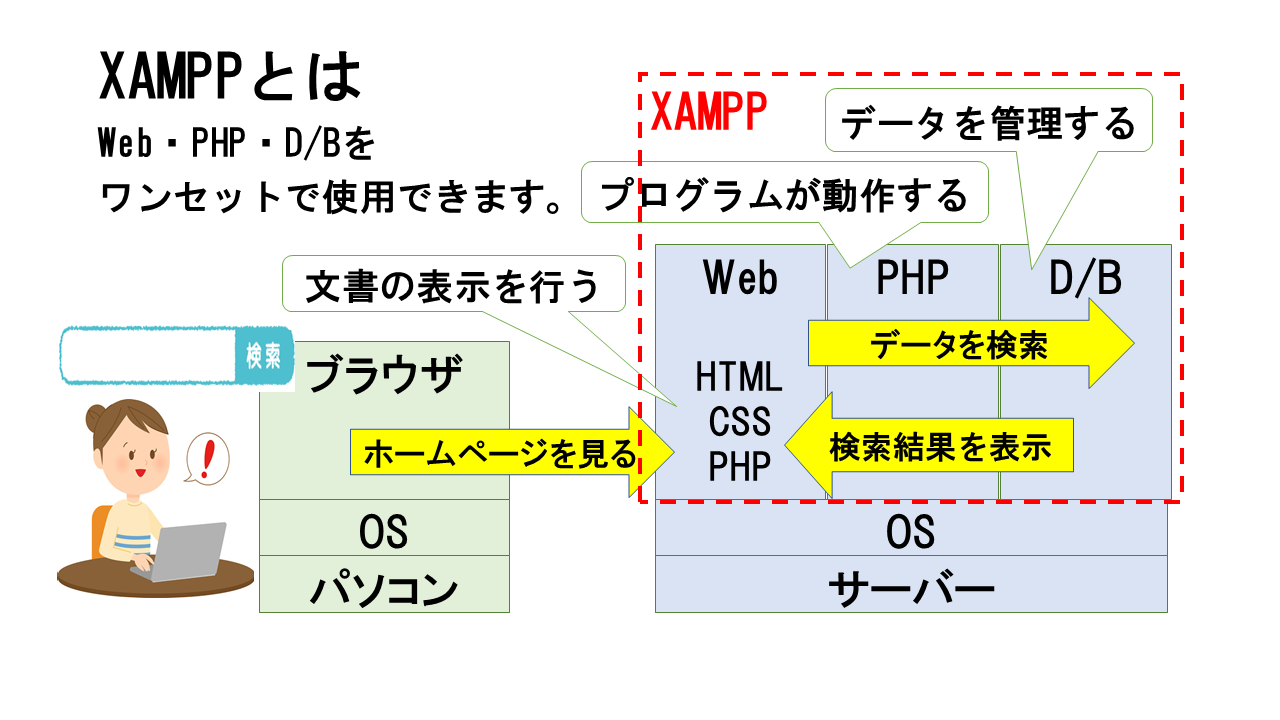 XAMPPとは
Web・PHP・D/Bを
ワンセットで使用できます。
XAMPP
データを管理する
プログラムが動作する
文書の表示を行う
Web
PHP
D/B
データを検索
HTML
CSS
PHP
検索結果を表示
検索
ブラウザ
!
ホームページを見る
OS
パソコン
OS
サーバー